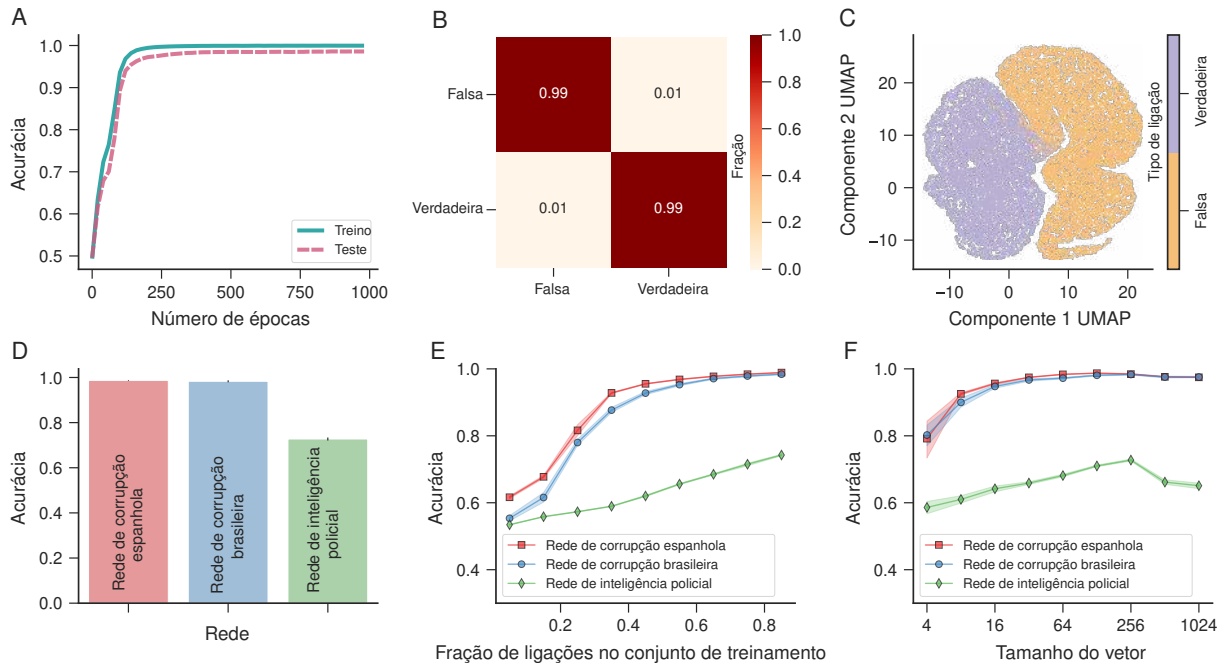 A
1.0
0.9
0.8
0.7
0.6
0.5
Acurácia
Treino
Teste
0
250
500
750
1000
Número de épocas
B
Falsa
Verdadeira
0.99
0.01
0.01
0.99
Falsa
Verdadeira
1.0
0.8
0.6
0.4
0.2
0.0
Fração
C
30
20
10
0
−10
Componente 2 UMAP
−10
0
10
20
Componente 1 UMAP
Tipo de ligação
Verdadeira
Falsa
D
1.0
0.8
0.6
0.4
0.2
0.0
Acurácia
Rede de corrupção
espanhola
Rede de corrupção
brasileira
Rede de inteligência
policial
Rede
E
1.0
0.8
0.6
0.4
Acurácia
Rede de corrupção espanhola
Rede de corrupção brasileira
Rede de inteligência policial
0.2
0.4
0.6
0.8
Fração de ligações no conjunto de treinamento
F
1.0
0.8
0.6
0.4
Acurácia
Rede de corrupção espanhola
Rede de corrupção brasileira
Rede de inteligência policial
4
16
64
256
1024
Tamanho do vetor